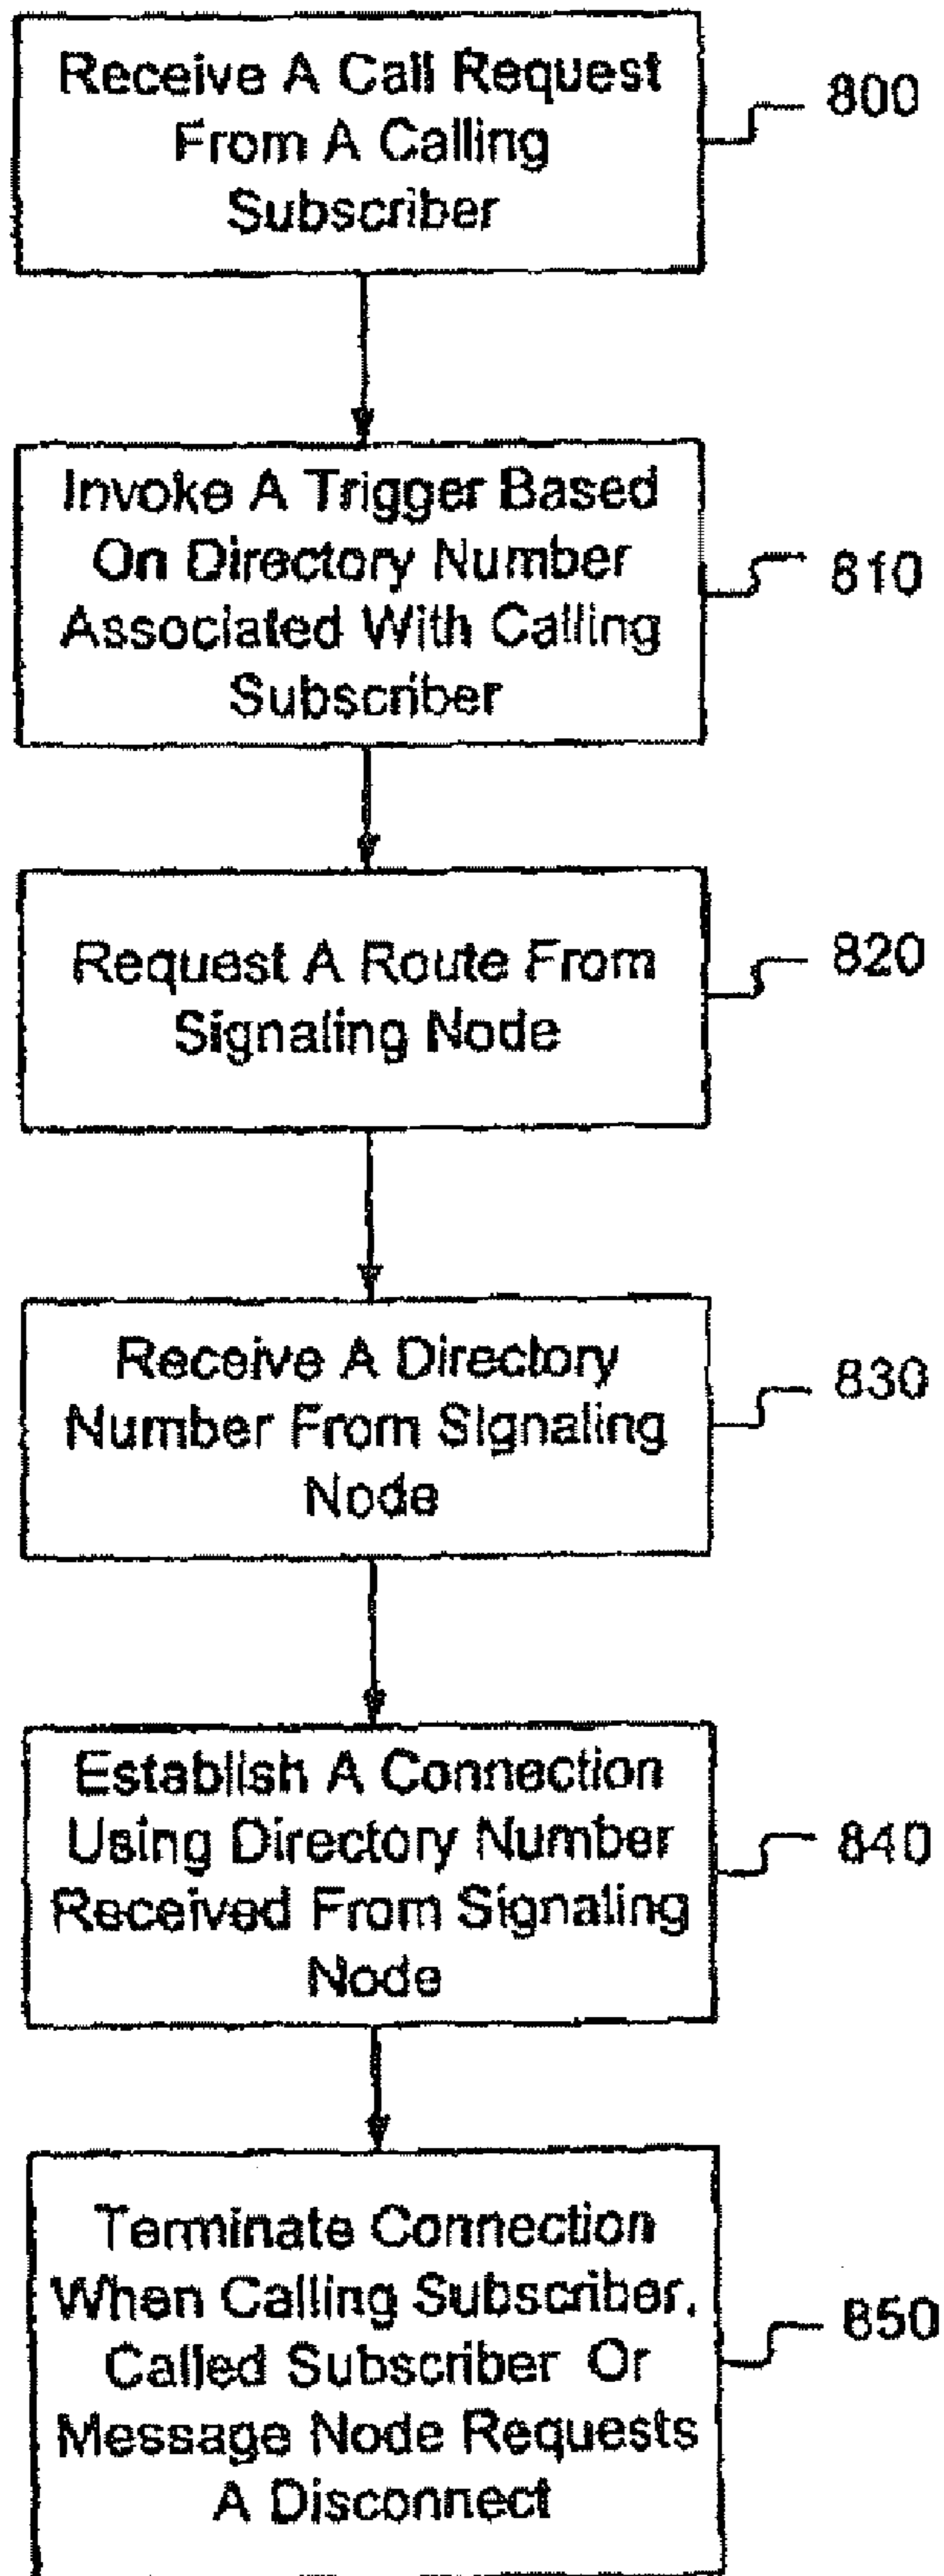 Receive A Call Request
From A Calling
Subscriber
800
Invoke A Trigger Based
On Directory Number
Associated With Calling
Subscriber
810
Request A Route From
Signaling Node
820
Receive A Directory
Number From Signaling
Node
830
Establish A Connection
Using Directory Number
Received From Signaling
Node
840
Terminate Connection
When Calling Subscriber,
Called Subscriber Or
Message Node Requests
A Disconnect
850